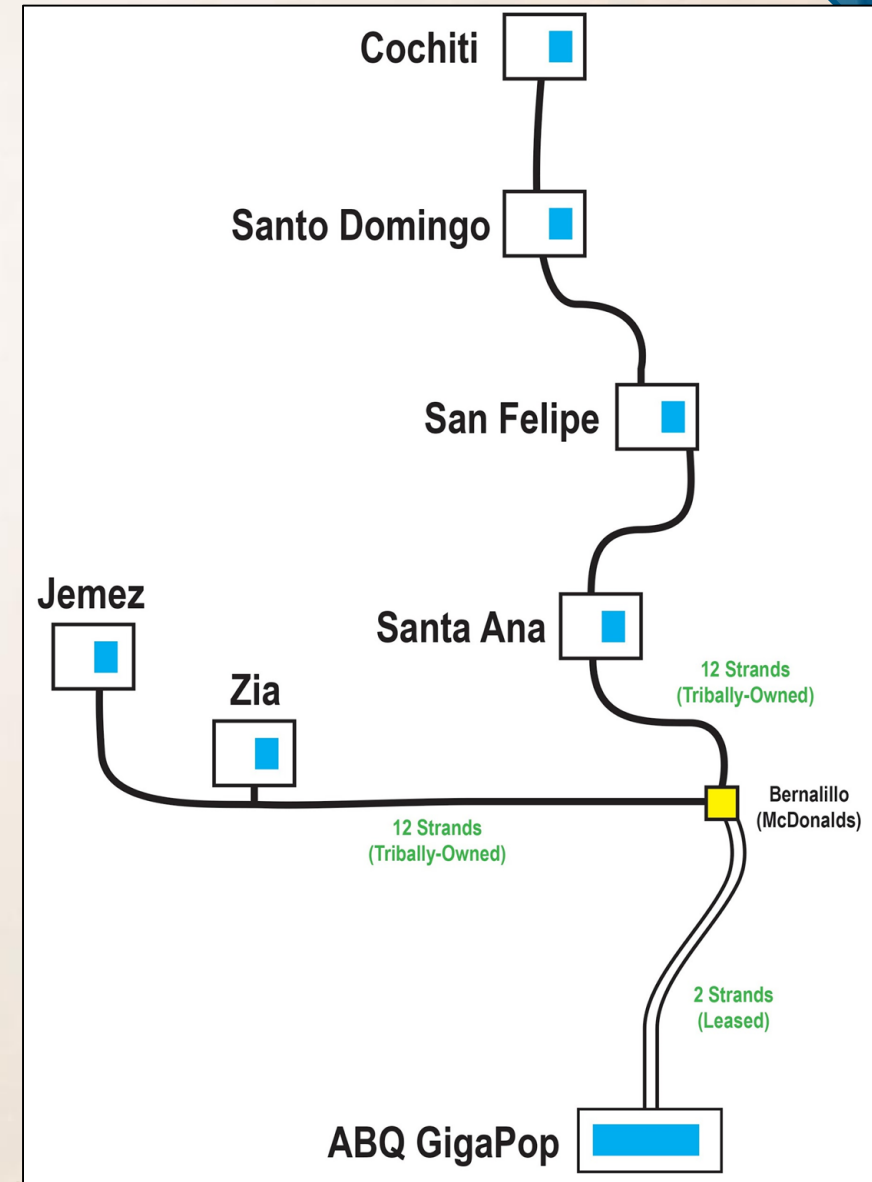 Cochiti
Santo Domingo
San Felipe
Jemez
Santa Ana
Zia
12 Strands
(Tribally-Owned)
Bernalillo
(McDonalds)
12 Strands
(Tribally-Owned)
2 Strands
(Leased)
ABQ GigaPop